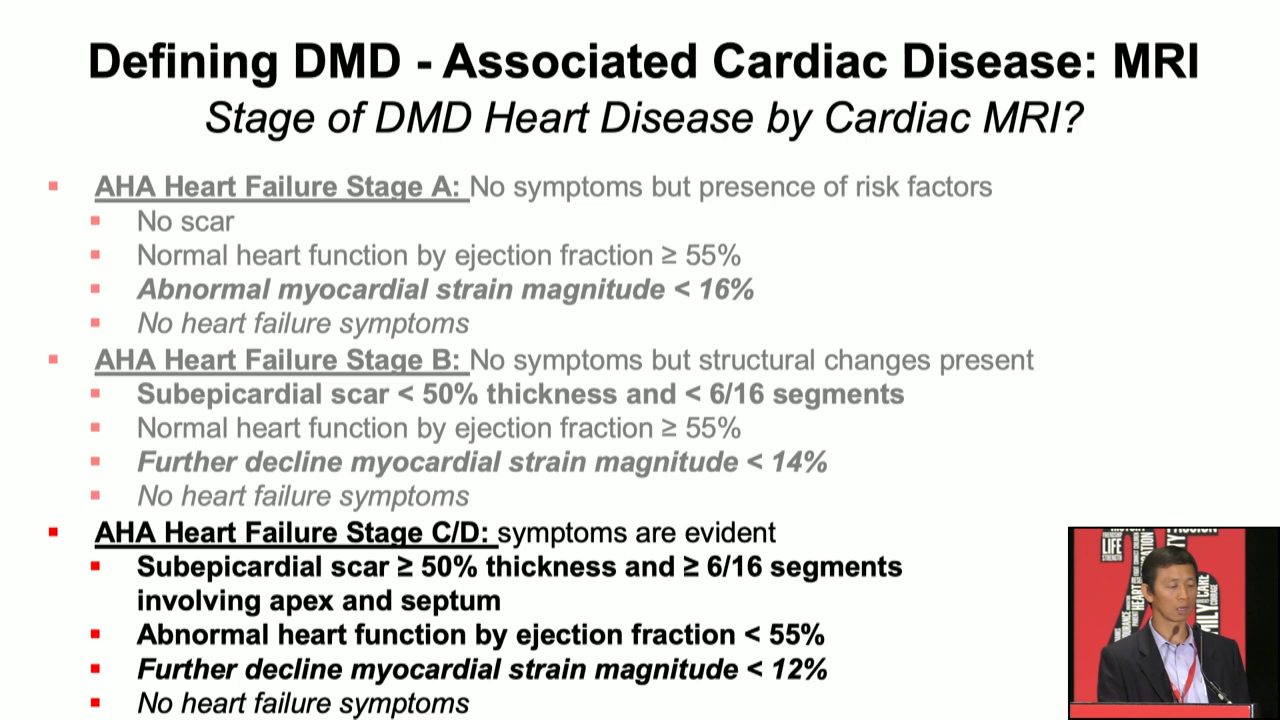 Defining DMD - Associated Cardiac Disease: MRI
Stage of DMD Heart Disease by Cardiac MRI?
▪ AHA Heart Failure Stage A: No symptoms but presence of risk factors
▪ No scar
▪ Normal heart function by ejection fraction ≥ 55%
▪ Abnormal myocardial strain magnitude < 16%
▪ No heart failure symptoms
▪ AHA Heart Failure Stage B: No symptoms but structural changes present
▪ Subepicardial scar < 50% thickness and < 6/16 segments
▪ Normal heart function by ejection fraction ≥ 55%
▪ Further decline myocardial strain magnitude < 14%
▪ No heart failure symptoms
▪ AHA Heart Failure Stage C/D: symptoms are evident
▪ Subepicardial scar ≥ 50% thickness and ≥ 6/16 segments
involving apex and septum
▪ Abnormal heart function by ejection fraction < 55%
▪ Further decline myocardial strain magnitude < 12%
▪ No heart failure symptoms
FRIENDSHIP
LIFE
STRENGTH
HEART
CARE
COURAGE